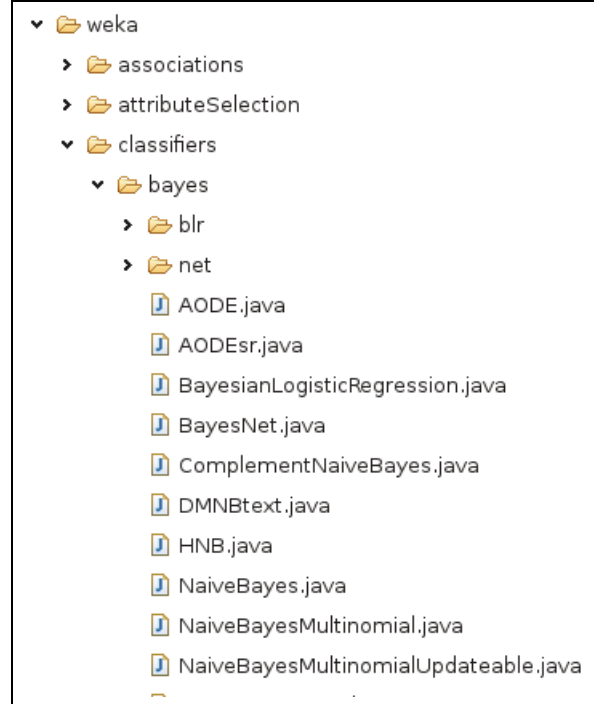 weka
associations
attributeSelection
classifiers
bayes
blr
net
AODE.java
AODEsr.java
BayesianLogisticRegression.java
BayesNet.java
ComplementNaiveBayes.java
DMNBtext.java
HNB.java
NaiveBayes.java
NaiveBayesMultinomial.java
NaiveBayesMultinomialUpdateable.java